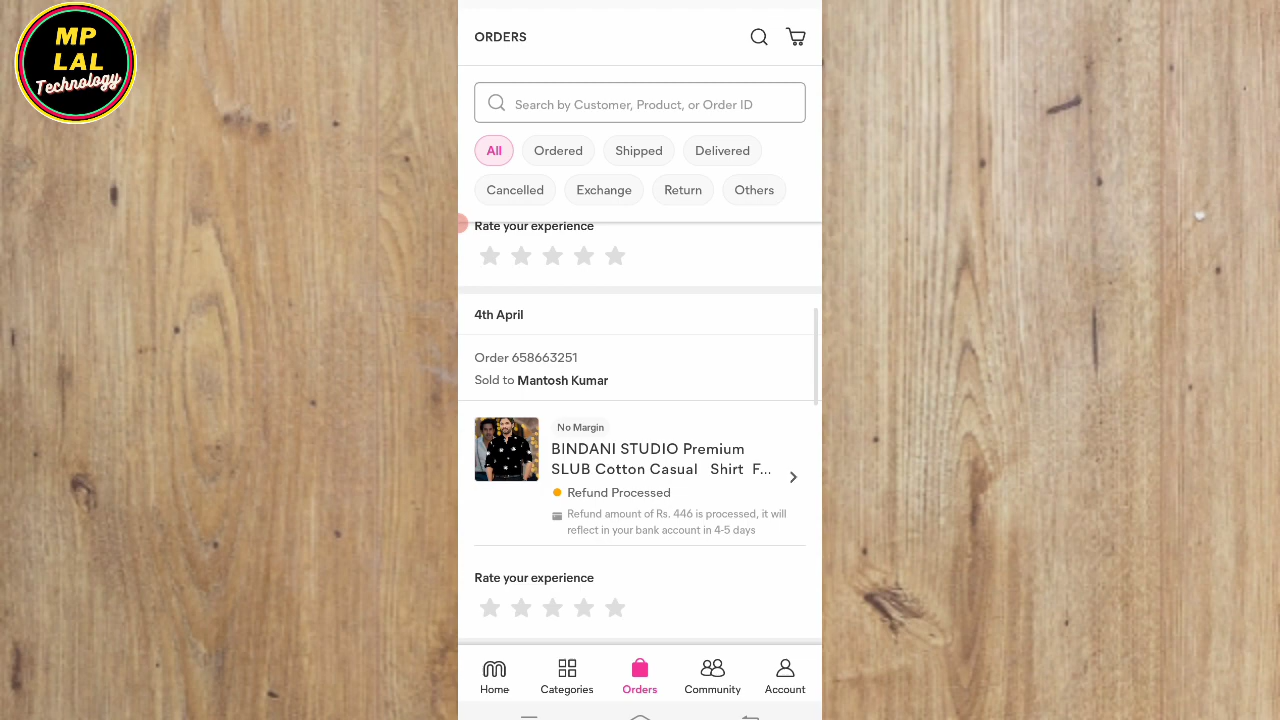 MP
LAL
Technology
ORDERS
Search by Customer, Product, or Order ID
All
Ordered
Shipped
Delivered
Cancelled
Exchange
Return
Others
Rate your experience
4th April
Order 658663251
Sold to Mantosh Kumar
No Margin
BINDANI STUDIO Premium
SLUB Cotton Casual Shirt F...
Refund Processed
Refund amount of Rs. 446 is processed, it will
reflect in your bank account in 4-5 days
Rate your experience
Home
Categories
Orders
Community
Account